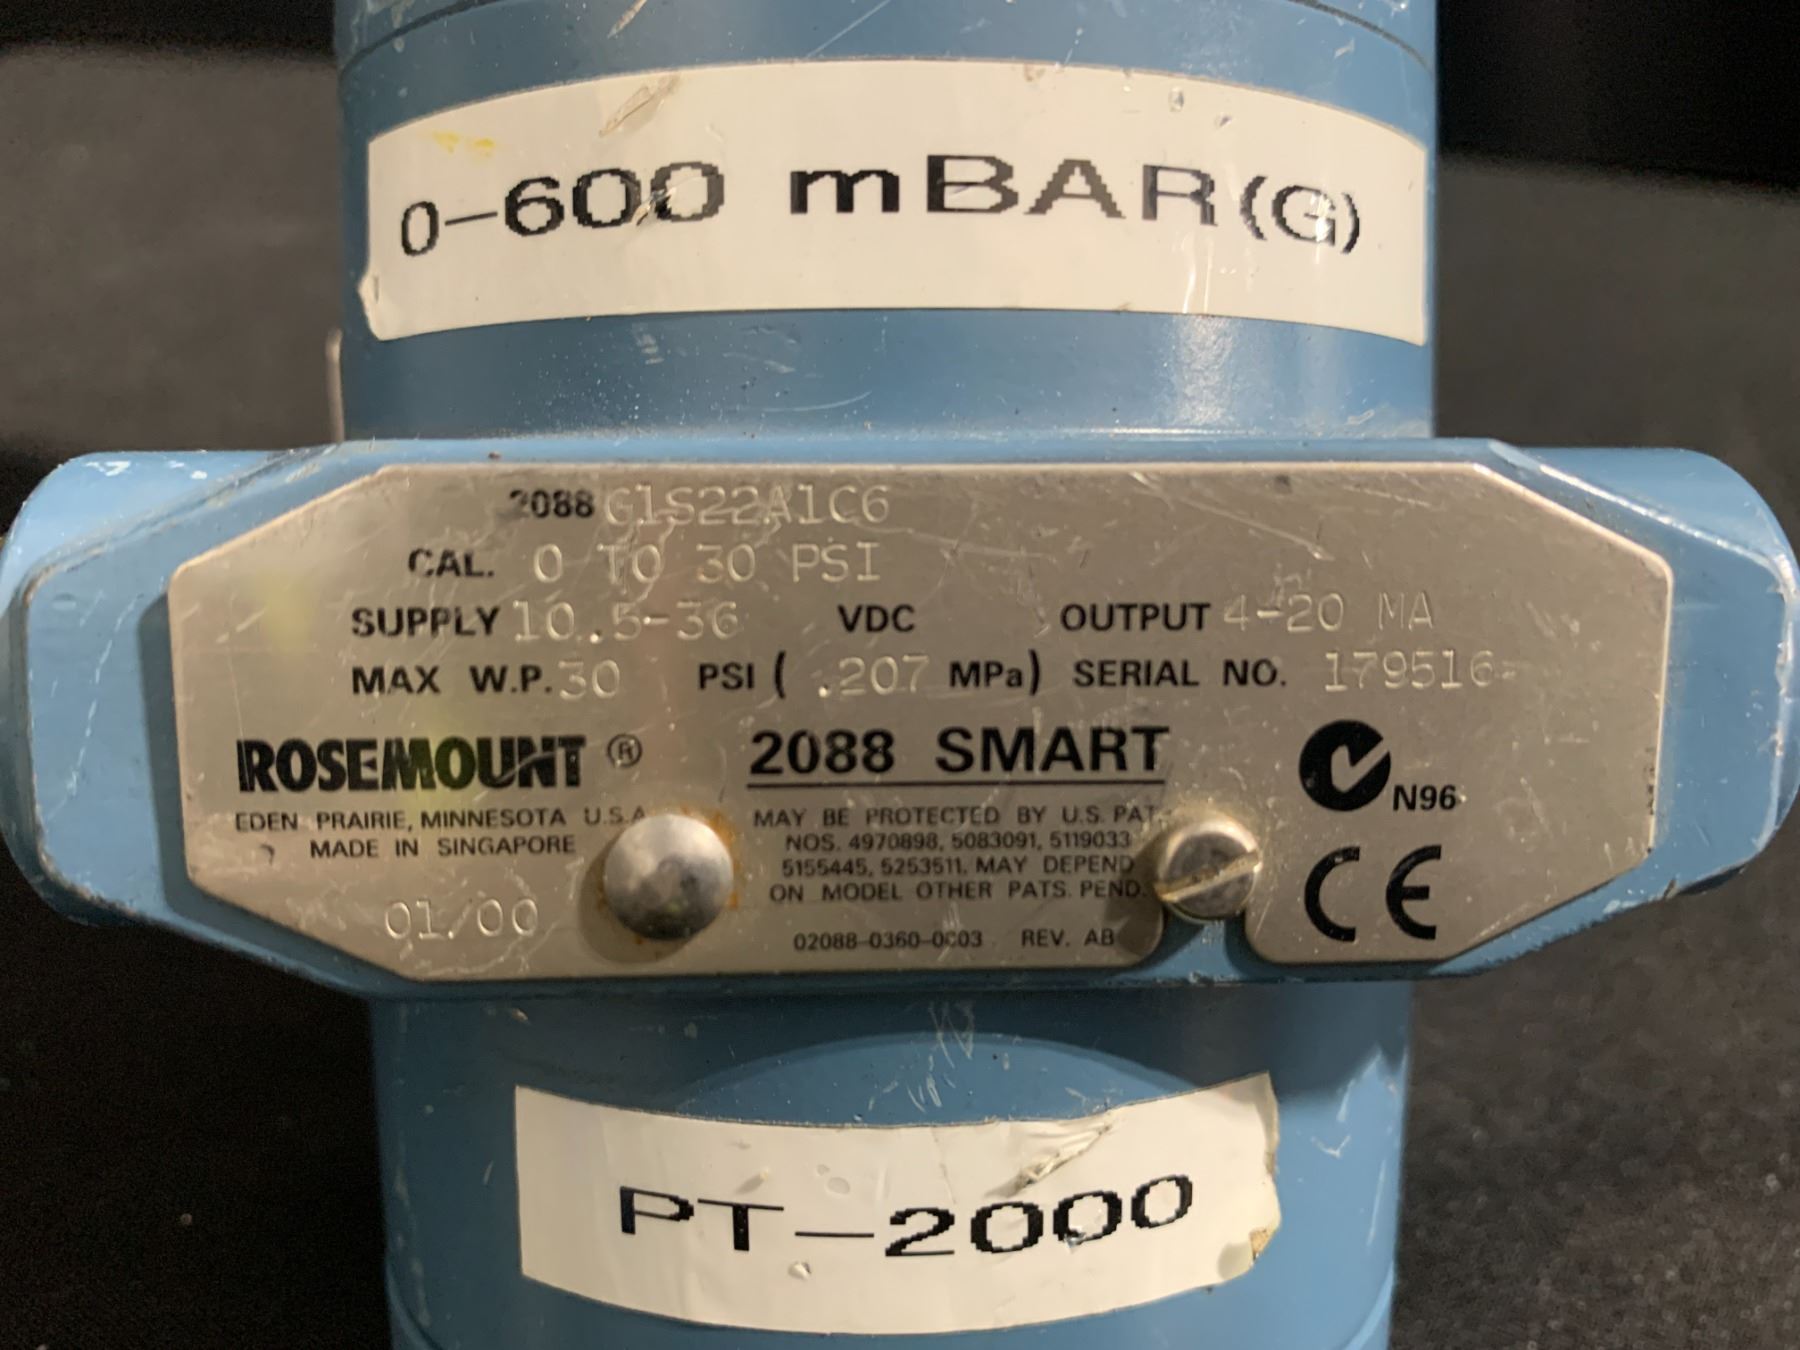 0-600 mBAR(G)
2088 G1S22A1C6
CAL. 0 TO 30 PSI
SUPPLY 10..5-36 VDC OUTPUT 4-20 MA
MAX W.P. 30 PSI ( .207 MPa) SERIAL NO. 179516-
ROSEMOUNT ® 2088 SMART
N96
EDEN PRAIRIE, MINNESOTA U.S.A
MADE IN SINGAPORE
01/00
MAY BE PROTECTED BY U.S. PAT.
NOS. 4970898, 5083091, 5119033
5155445, 5253511. MAY DEPEND
ON MODEL OTHER PATS. PEND.
02088-0360-0003 REV. AB
CE
PT-2000